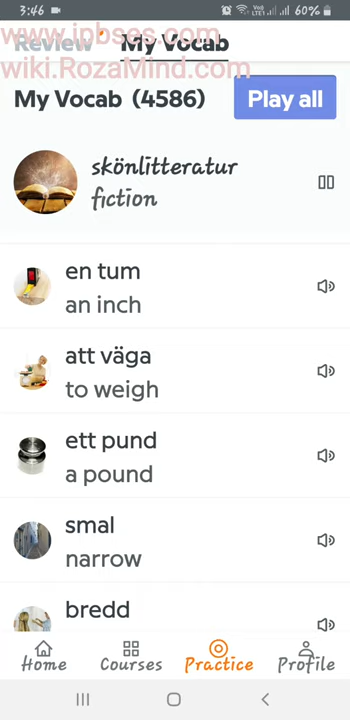 3:46
60%
www.ipbses.com
Review
My Vocab
wiki.RozaMind.com
My Vocab (4586)
Play all
skönlitteratur
fiction
en tum
an inch
att väga
to weigh
ett pund
a pound
smal
narrow
bredd
Home
Courses
Practice
Profile